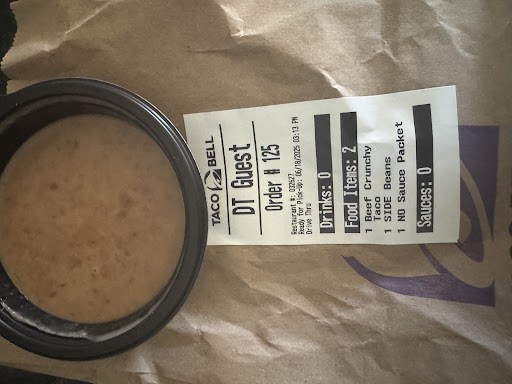 TACO BELL
DT Guest
Order # 125
Restaurant #: 032627
Ready for Pick-Up: 06/18/2025 03:13 PM
Drive Thru
Drinks: 0
Food Items: 2
1 Beef Crunchy
Taco
1 SIDE Beans
1 NO Sauce Packet
Sauces: 0